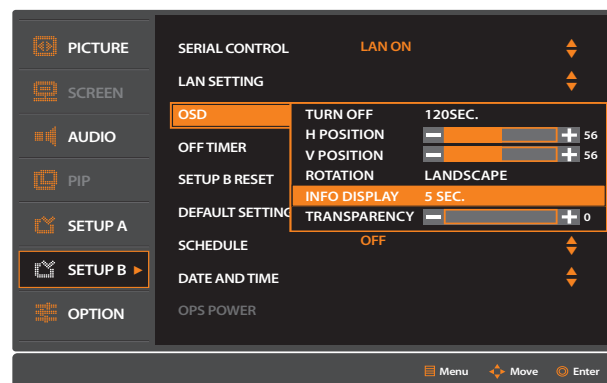 PICTURE
SCREEN
AUDIO
PIP
SETUP A
SETUP B
OPTION
SERIAL CONTROL LAN ON
LAN SETTING
OSD
OFF TIMER
SETUP B RESET
DEFAULT SETTING
SCHEDULE OFF
DATE AND TIME
OPS POWER
TURN OFF 120SEC.
H POSITION 56
V POSITION 56
ROTATION LANDSCAPE
INFO DISPLAY 5 SEC.
TRANSPARENCY 0
Menu Move Enter